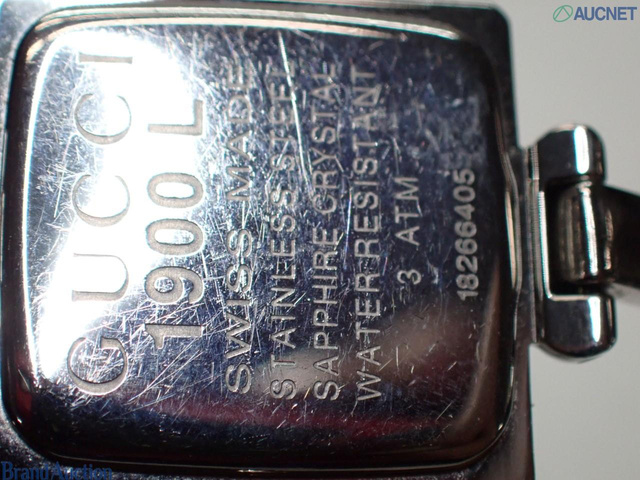 AUCNET
GUCCI
1900 L
SWISS MADE
STAINLESS STEEL
SAPPHIRE CRYSTAL
WATER RESISTANT
3 ATM
18266405
Brand Auction